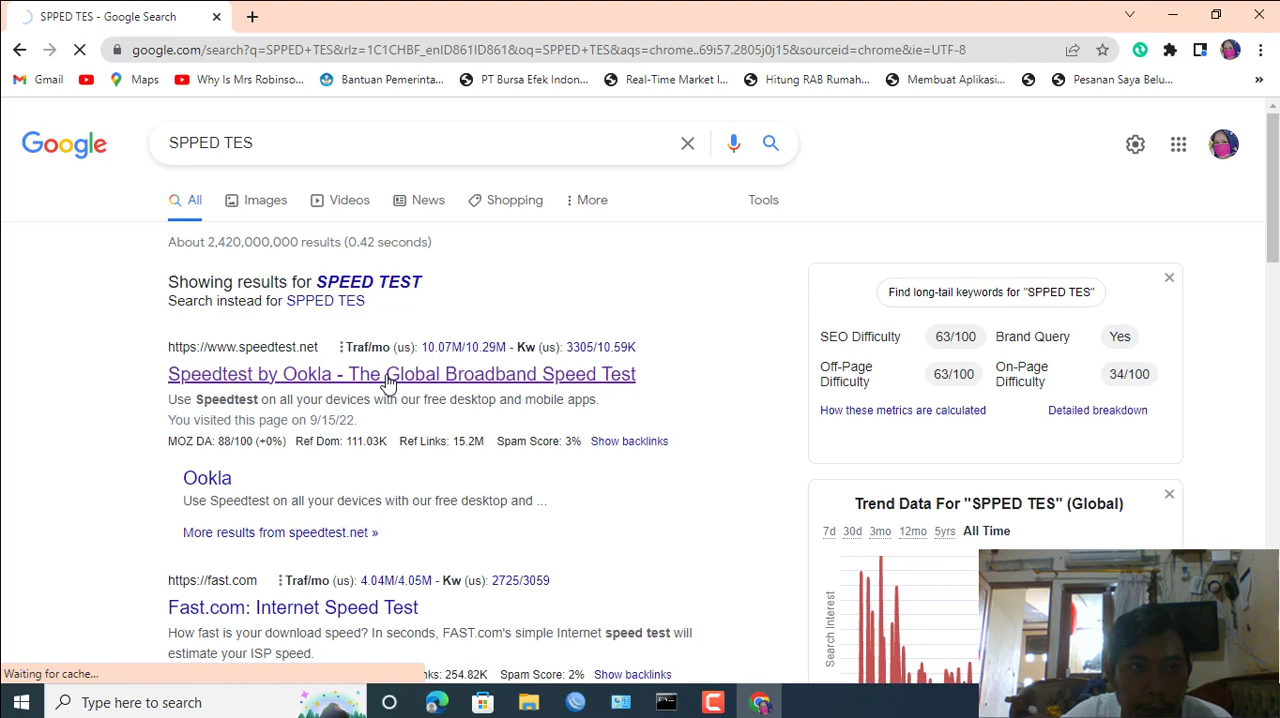 SPPED TES - Google Search
google.com/search?q=SPPED+TES&rlz=1C1CHBF_enID861ID861&oq=SPPED+TES&aqs=chrome..69i57.2805j0j15&sourceid=chrome&ie=UTF-8
Gmail Maps Why Is Mrs Robinso... Bantuan Pemerinta... PT Bursa Efek Indon... Real-Time Market I... Hitung RAB Rumah... Membuat Aplikasi... Pesanan Saya Belu... »
Google
SPPED TES
All Images Videos News Shopping More Tools
About 2,420,000,000 results (0.42 seconds)
Showing results for SPEED TEST
Search instead for SPPED TES
https://www.speedtest.net Traf/mo (us): 10.07M/10.29M - Kw (us): 3305/10.59K
Speedtest by Ookla - The Global Broadband Speed Test
Use Speedtest on all your devices with our free desktop and mobile apps.
You visited this page on 9/15/22.
MOZ DA: 88/100 (+0%) Ref Dom: 111.03K Ref Links: 15.2M Spam Score: 3% Show backlinks
Ookla
Use Speedtest on all your devices with our free desktop and ...
More results from speedtest.net »
https://fast.com Traf/mo (us): 4.04M/4.05M - Kw (us): 2725/3059
Fast.com: Internet Speed Test
How fast is your download speed? In seconds, FAST.com's simple Internet speed test will
estimate your ISP speed.
Links: 254.82K Spam Score: 2% Show backlinks
Find long-tail keywords for "SPPED TES"
SEO Difficulty 63/100 Brand Query Yes
Off-Page Difficulty 63/100 On-Page Difficulty 34/100
How these metrics are calculated Detailed breakdown
Trend Data For "SPPED TES" (Global)
7d 30d 3mo 12mo 5yrs All Time
Search Interest
Waiting for cache...
Type here to search